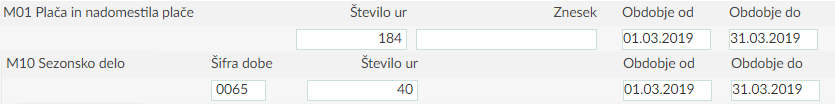 M01 Plača in nadomestila plače Število ur Znesek Obdobje od Obdobje do
184 01.03.2019 31.03.2019
M10 Sezonsko delo Šifra dobe Število ur Obdobje od Obdobje do
0065 40 01.03.2019 31.03.2019